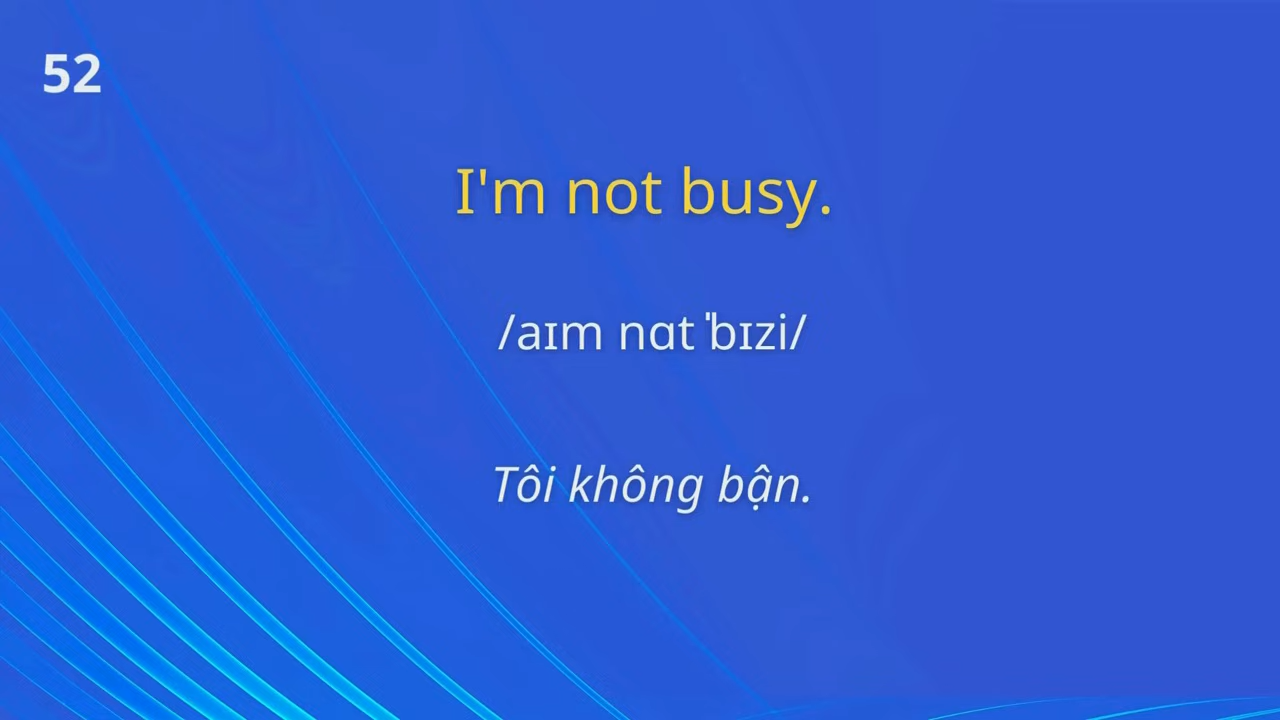 52
I'm not busy.
/aɪm nɑt ˈbɪzi/
Tôi không bận.